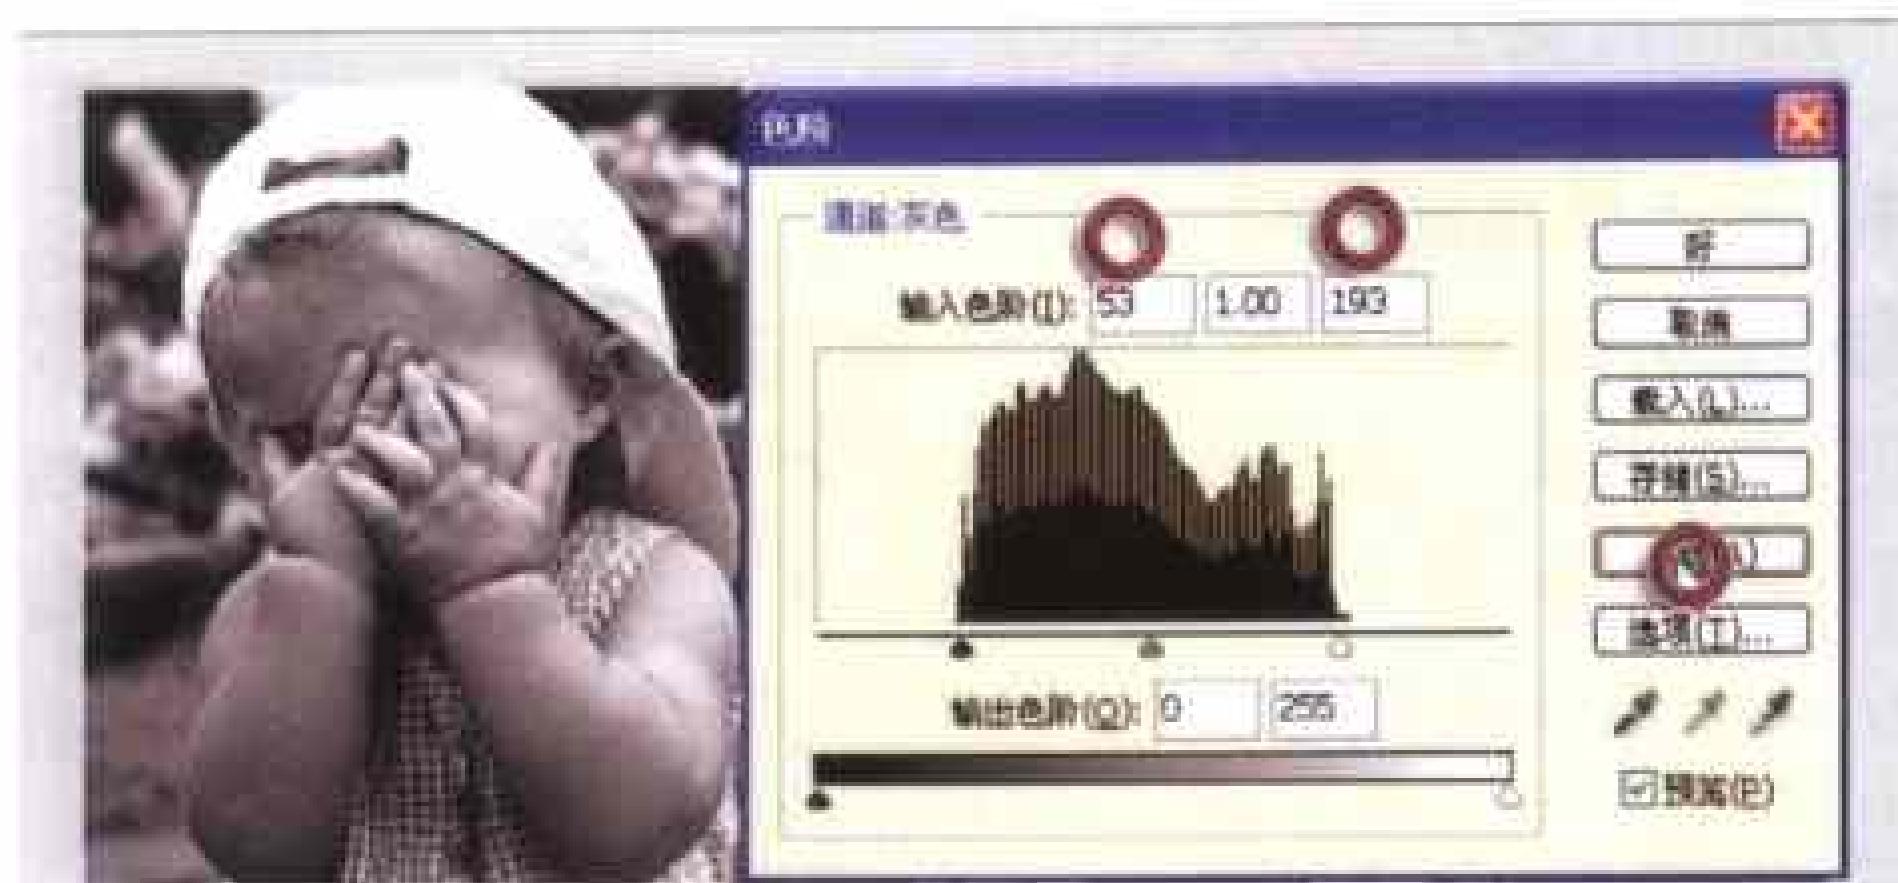 色阶
通道:灰色
输入色阶(I): 53 1.00 193
好
取消
载入(L)...
存储(S)...
选项(T)...
输出色阶(O): 0 255
预览(P)